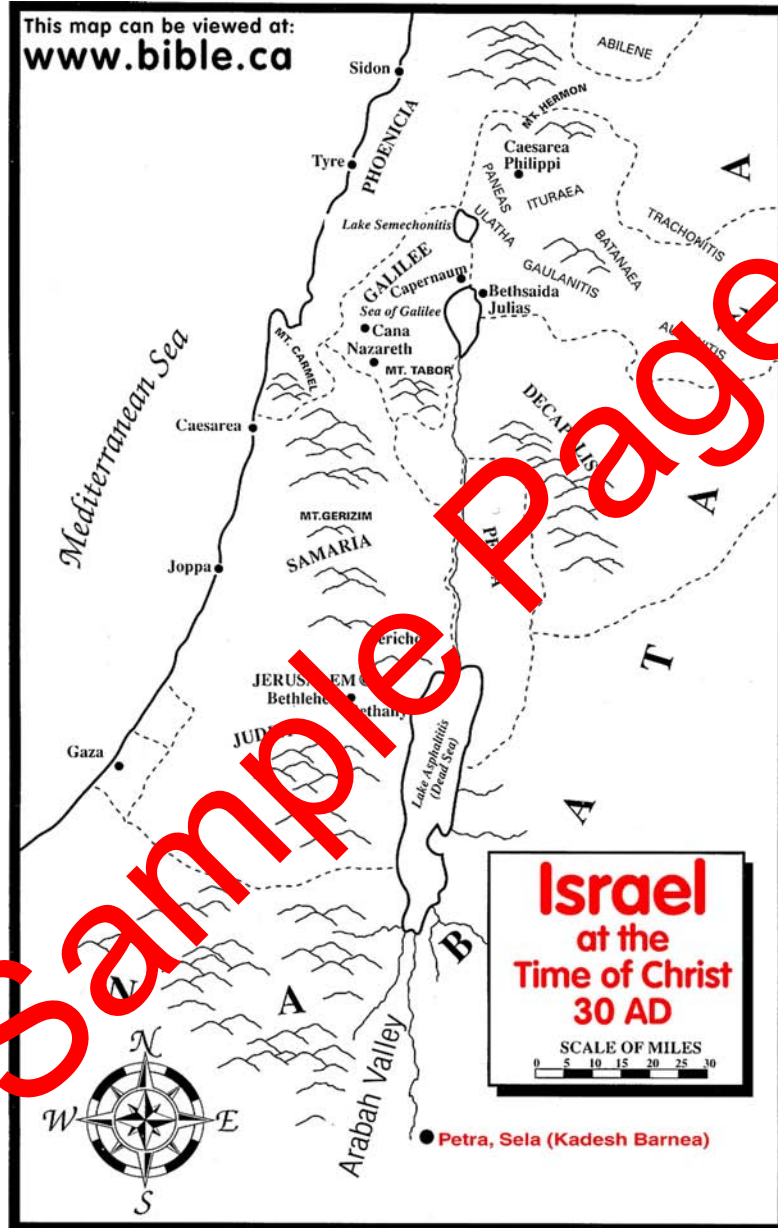 This map can be viewed at:
www.bible.ca
Sidon
ABILENE
MT. HERMON
PHOENICIA
Tyre
Caesarea
Philippi
PANEAS
ITURAEA
A
Lake Semechonitis
ULATHA
TRACHONITIS
BATANAEA
GALILEE
GAULANITIS
Capernaum
Bethsaida
Julias
Sea of Galilee
Cana
Nazareth
MT. CARMEL
MT. TABOR
Mediterranean Sea
DECAPOLIS
Caesarea
MT.GERIZIM
SAMARIA
A
Joppa
T
JERUSALEM
Gaza
Lake Asphaltitis
(Dead Sea)
A
B
N
A
Arabah Valley
Israel
at the
Time of Christ
30 AD
SCALE OF MILES
0 5 10 15 20 25 30
N
W
E
S
Petra, Sela (Kadesh Barnea)
Sample Page